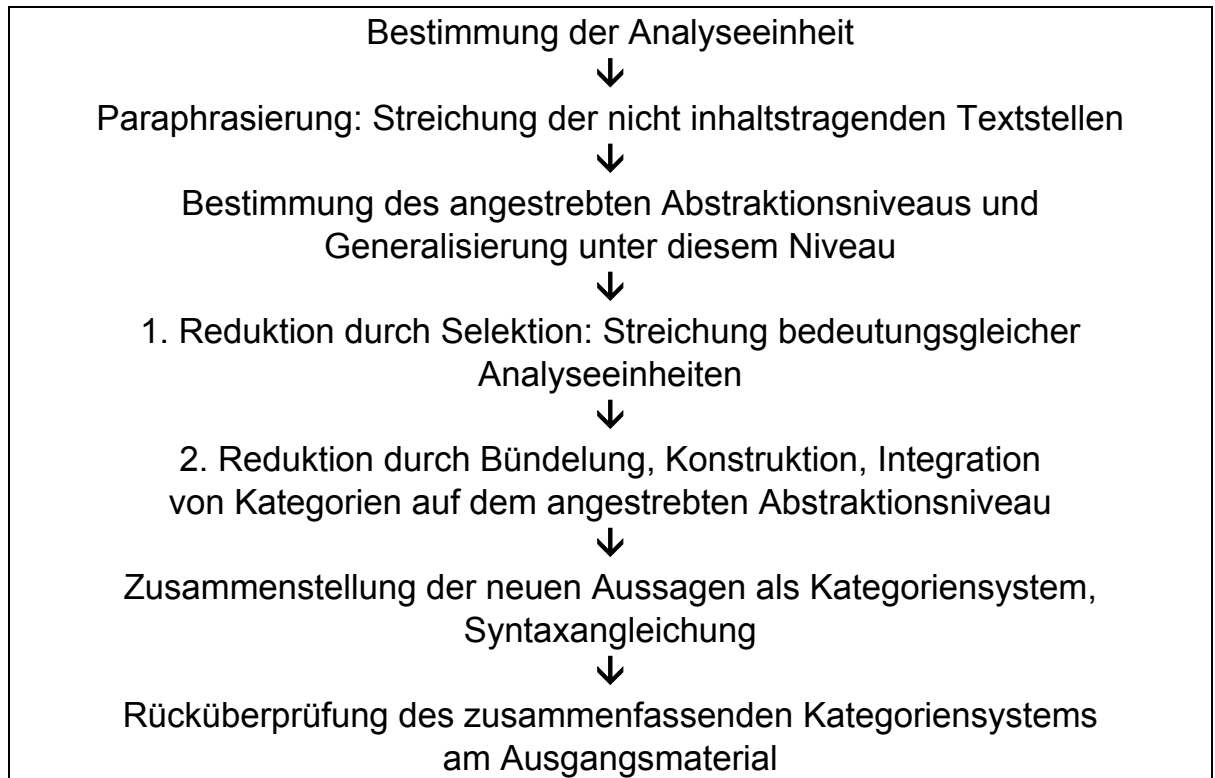 Bestimmung der Analyseeinheit
Paraphrasierung: Streichung der nicht inhaltstragenden Textstellen
Bestimmung des angestrebten Abstraktionsniveaus und
Generalisierung unter diesem Niveau
1. Reduktion durch Selektion: Streichung bedeutungsgleicher
Analyseeinheiten
2. Reduktion durch Bündelung, Konstruktion, Integration
von Kategorien auf dem angestrebten Abstraktionsniveau
Zusammenstellung der neuen Aussagen als Kategoriensystem,
Syntaxangleichung
Rücküberprüfung des zusammenfassenden Kategoriensystems
am Ausgangsmaterial